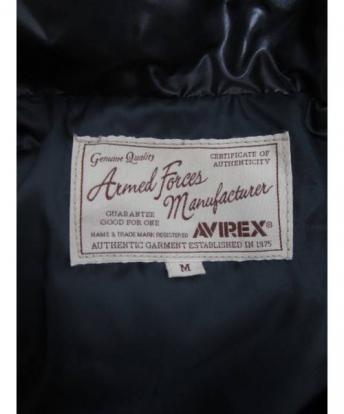 Genuine Quality
CERTIFICATE OF
AUTHENTICITY
Armed Forces
Manufacturer
GUARANTEE
GOOD FOR ONE
NAME & TRADE MARK REGISTERED
AVIREX®
AUTHENTIC GARMENT ESTABLISHED IN 1975
M